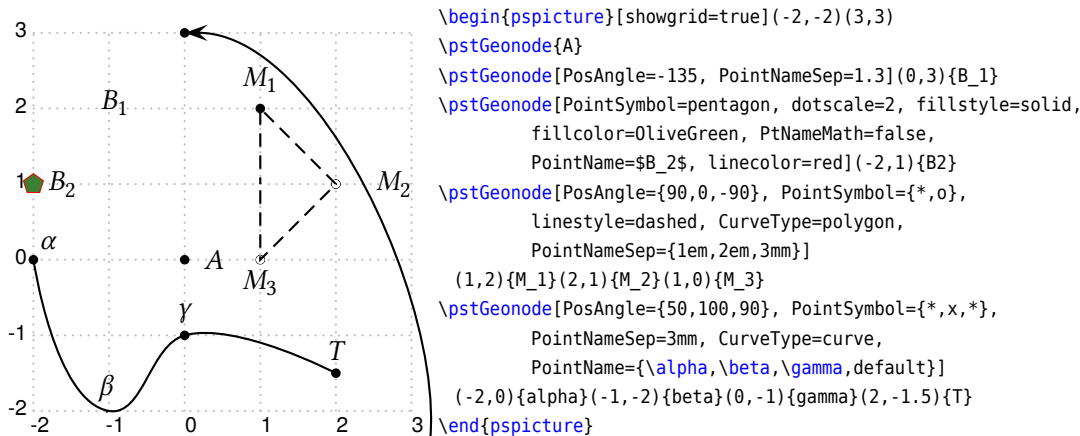 3
M₁
2
B₁
1
B₂
M₂
α
0
A
M₃
γ
-1
T
β
-2
-2 -1 0 1 2 3
\begin{pspicture}[showgrid=true](-2,-2)(3,3)
\pstGeonode{A}
\pstGeonode[PosAngle=-135, PointNameSep=1.3](0,3){B_1}
\pstGeonode[PointSymbol=pentagon, dotscale=2, fillstyle=solid,
fillcolor=OliveGreen, PtNameMath=false,
PointName=$B_2$, linecolor=red](-2,1){B2}
\pstGeonode[PosAngle={90,0,-90}, PointSymbol={*,o},
linestyle=dashed, CurveType=polygon,
PointNameSep={1em,2em,3mm}]
(1,2){M_1}(2,1){M_2}(1,0){M_3}
\pstGeonode[PosAngle={50,100,90}, PointSymbol={*,x,*},
PointNameSep=3mm, CurveType=curve,
PointName={\alpha,\beta,\gamma,default}]
(-2,0){alpha}(-1,-2){beta}(0,-1){gamma}(2,-1.5){T}
\end{pspicture}